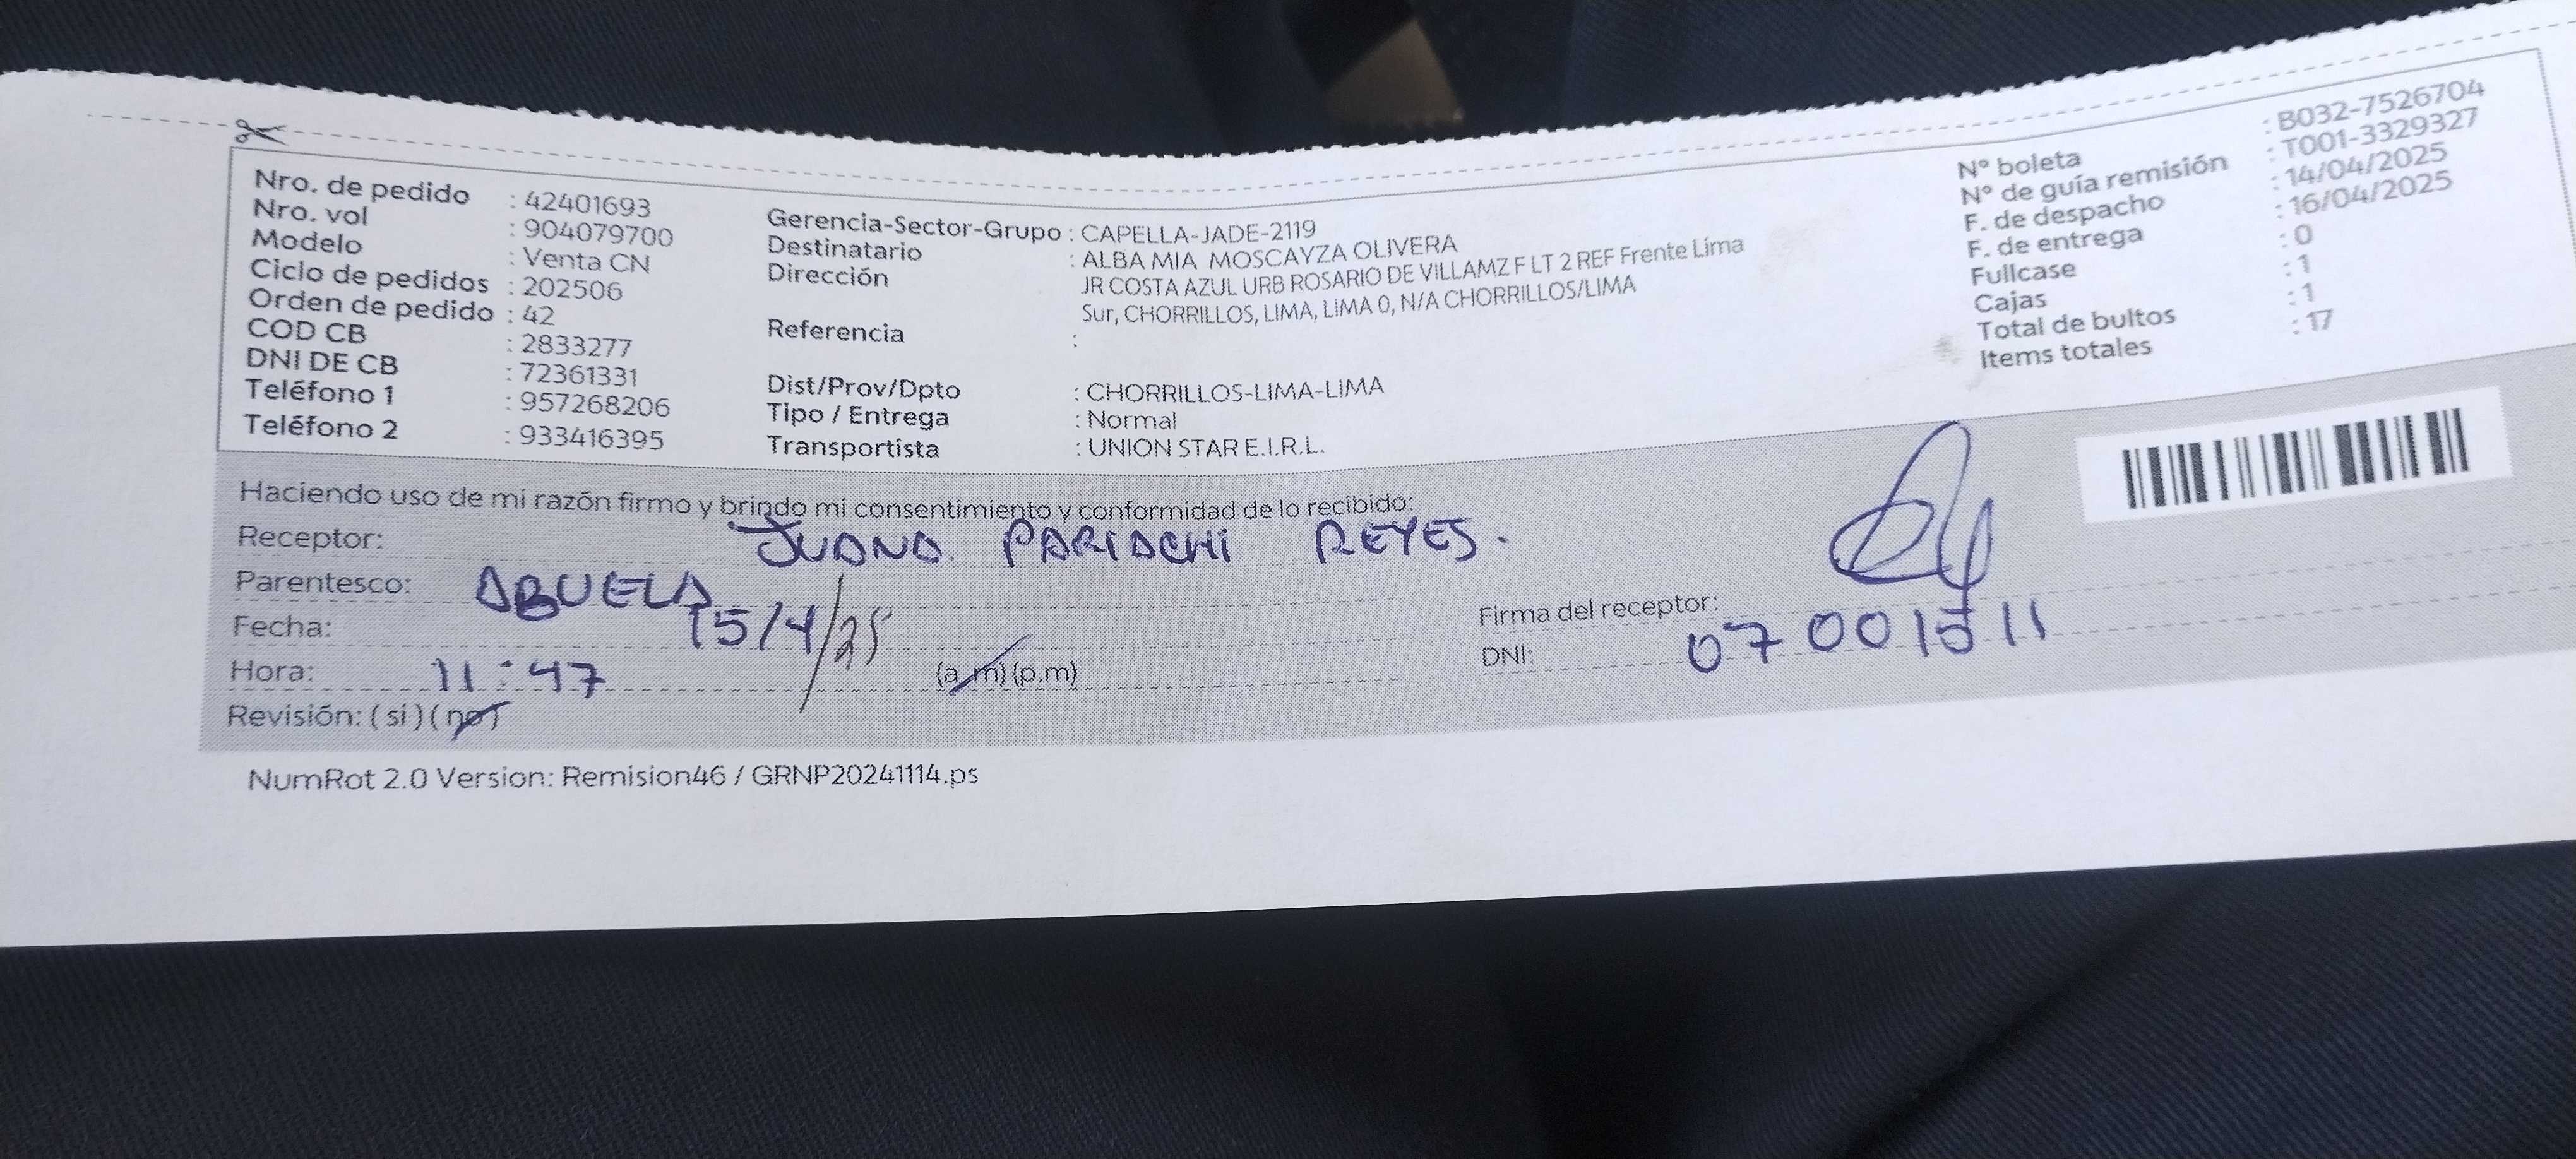 Nro. de pedido : 42401693
Nro. vol : 904079700
Modelo : Venta CN
Ciclo de pedidos : 202506
Orden de pedido : 42
COD CB : 2833277
DNI DE CB : 72361331
Teléfono 1 : 957268206
Teléfono 2 : 933416395
Gerencia-Sector-Grupo : CAPELLA-JADE-2119
Destinatario : ALBA MIA MOSCAYZA OLIVERA
Dirección : JR COSTA AZUL URB ROSARIO DE VILLAMZ F LT 2 REF Frente Lima
Sur, CHORRILLOS, LIMA, LIMA 0, N/A CHORRILLOS/LIMA
Referencia :
Dist/Prov/Dpto : CHORRILLOS-LIMA-LIMA
Tipo / Entrega : Normal
Transportista : UNION STAR E.I.R.L.
N° boleta : B032-7526704
N° de guía remisión : T001-3329327
F. de despacho : 14/04/2025
F. de entrega : 16/04/2025
Fullcase : 0
Cajas : 1
Total de bultos : 1
Items totales : 17
Haciendo uso de mi razón firmo y brindo mi consentimiento y conformidad de lo recibido:
Receptor: JUANA. PARIACHI REYES.
Parentesco: ABUELA
Fecha: 15/4/25
Hora: 11:47 (a.m) (p.m)
Revisión: (si) (no)
Firma del receptor:
DNI: 07001511
NumRot 2.0 Version: Remision46 / GRNP20241114.ps